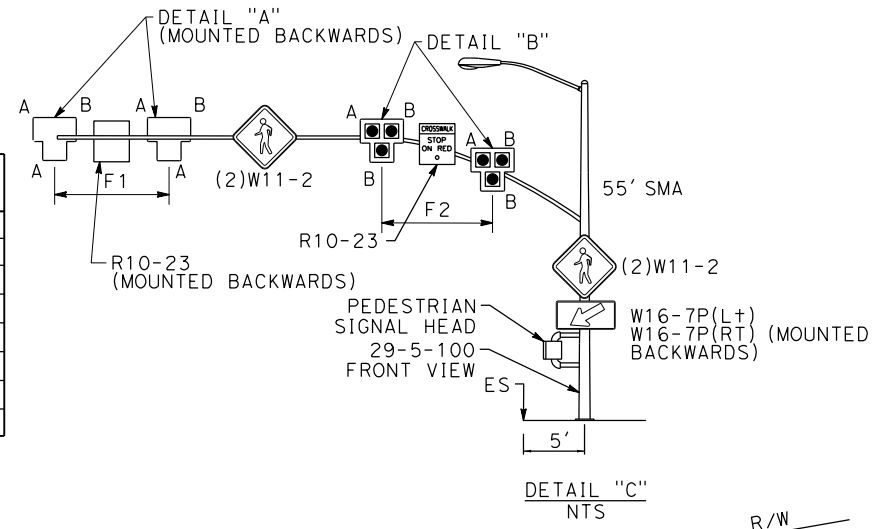 DETAIL "A"
(MOUNTED BACKWARDS)
DETAIL "B"
A B A B
A B
A B
A A
B
B
CROSSWALK
STOP
ON RED
F1
F2
(2)W11-2
55' SMA
R10-23
R10-23
(MOUNTED BACKWARDS)
(2)W11-2
PEDESTRIAN
SIGNAL HEAD
29-5-100
FRONT VIEW
W16-7P(Lt)
W16-7P(RT) (MOUNTED
BACKWARDS)
ES
5'
DETAIL "C"
NTS
R/W